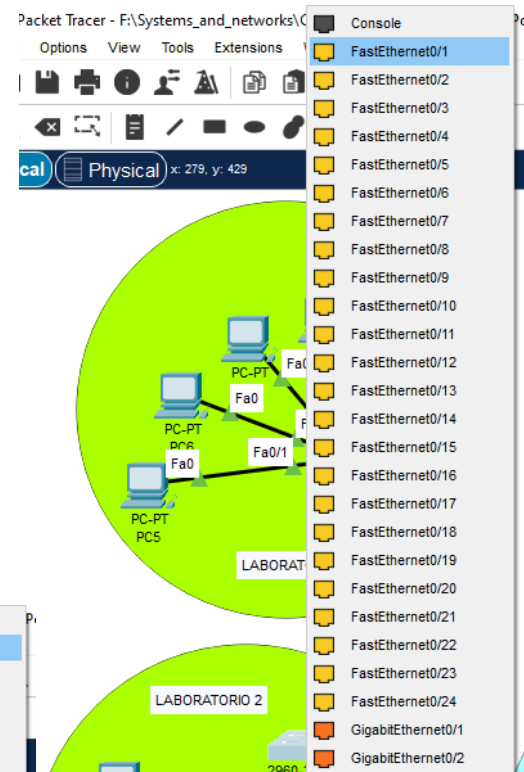 Packet Tracer - F:\Systems_and_networks\
Options View Tools Extensions
Physical x: 279, y: 429
Console
FastEthernet0/1
FastEthernet0/2
FastEthernet0/3
FastEthernet0/4
FastEthernet0/5
FastEthernet0/6
FastEthernet0/7
FastEthernet0/8
FastEthernet0/9
FastEthernet0/10
FastEthernet0/11
FastEthernet0/12
FastEthernet0/13
FastEthernet0/14
FastEthernet0/15
FastEthernet0/16
FastEthernet0/17
FastEthernet0/18
FastEthernet0/19
FastEthernet0/20
FastEthernet0/21
FastEthernet0/22
FastEthernet0/23
FastEthernet0/24
GigabitEthernet0/1
GigabitEthernet0/2
PC-PT
Fa0
PC-PT
PC6
Fa0/1
Fa0
PC-PT
PC5
LABORAT
LABORATORIO 2